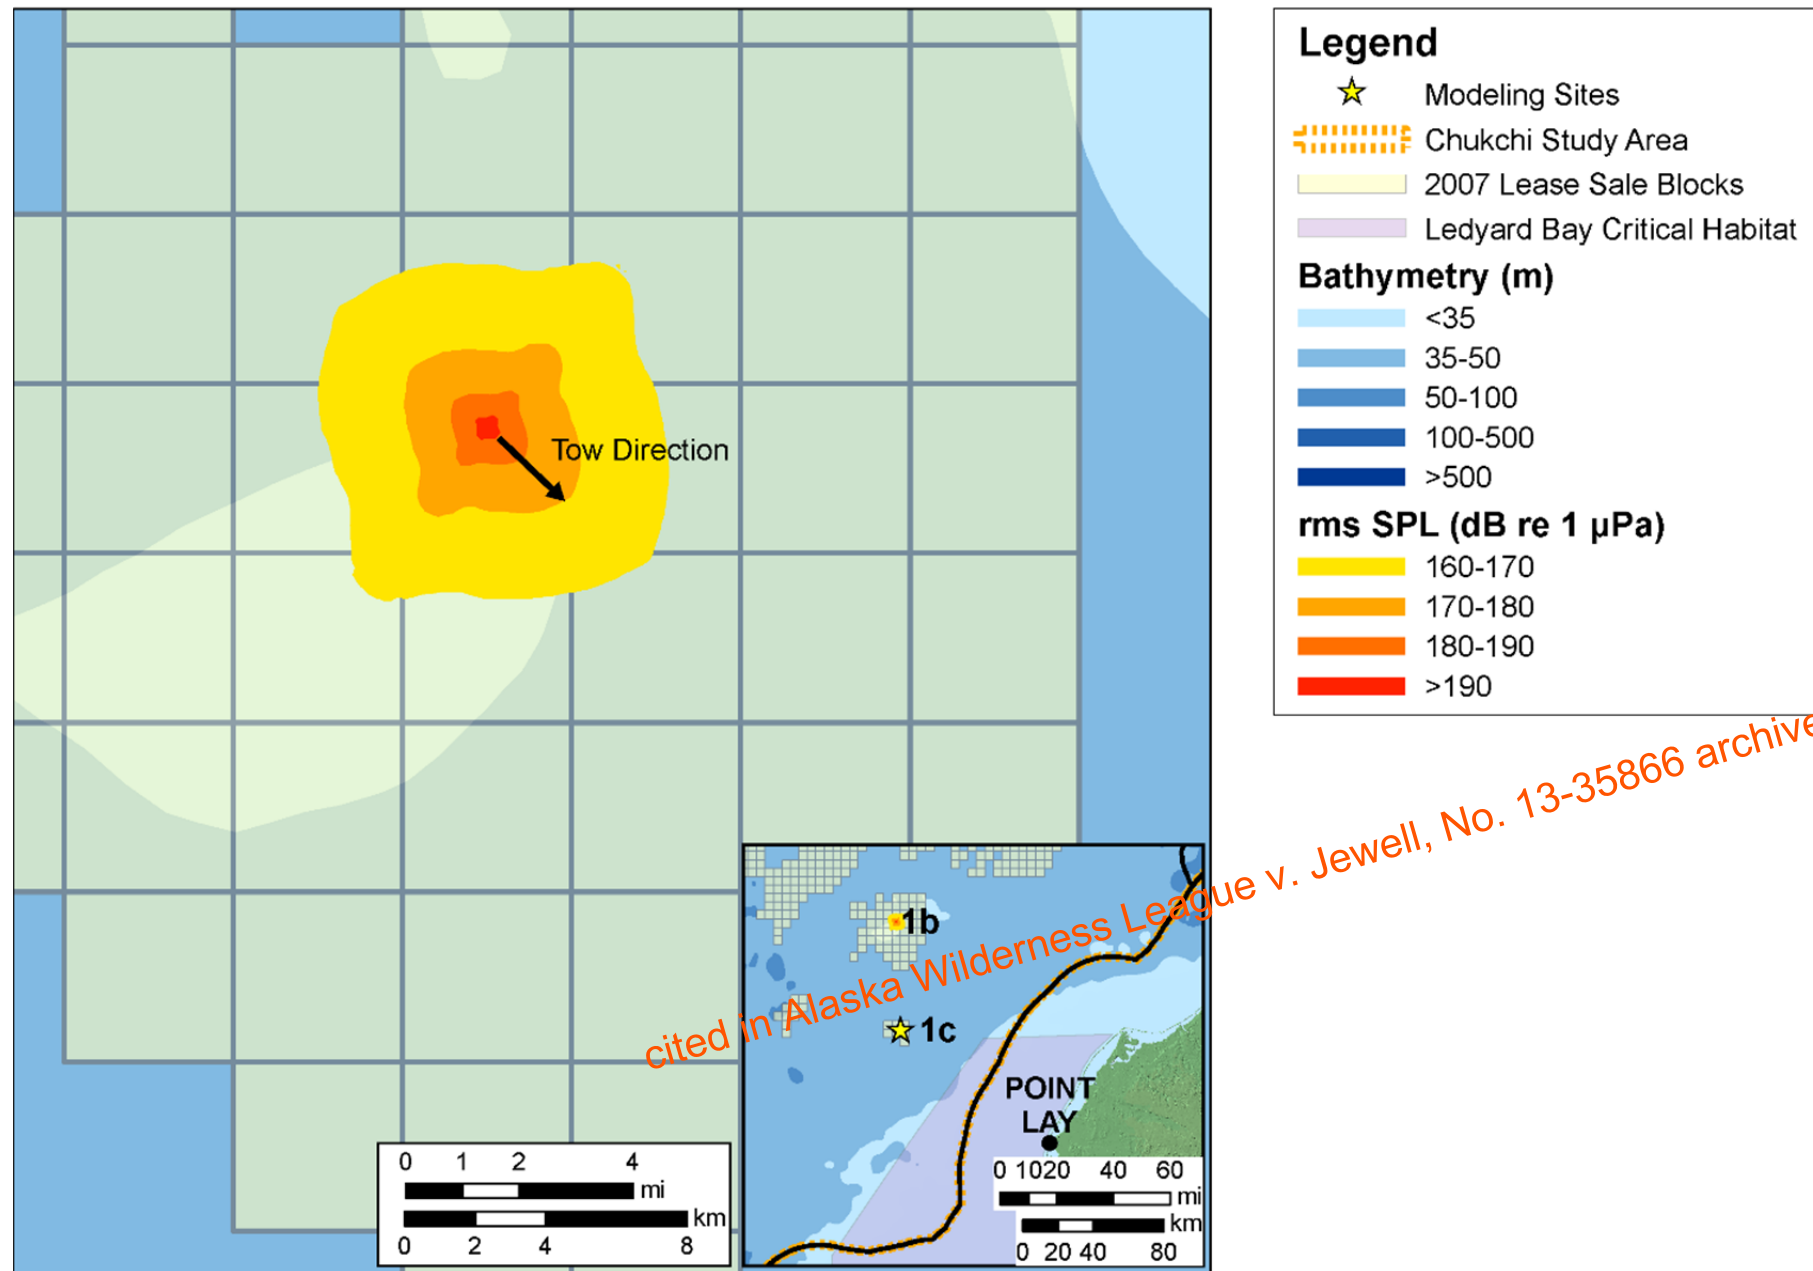 Tow Direction
0 1 2 4
mi
km
0 2 4 8
1b
1c
POINT
LAY
0 10 20 40 60
mi
km
0 20 40 80
Legend
Modeling Sites
Chukchi Study Area
2007 Lease Sale Blocks
Ledyard Bay Critical Habitat
Bathymetry (m)
<35
35-50
50-100
100-500
>500
rms SPL (dB re 1 µPa)
160-170
170-180
180-190
>190
cited in Alaska Wilderness League v. Jewell, No. 13-35866 archive